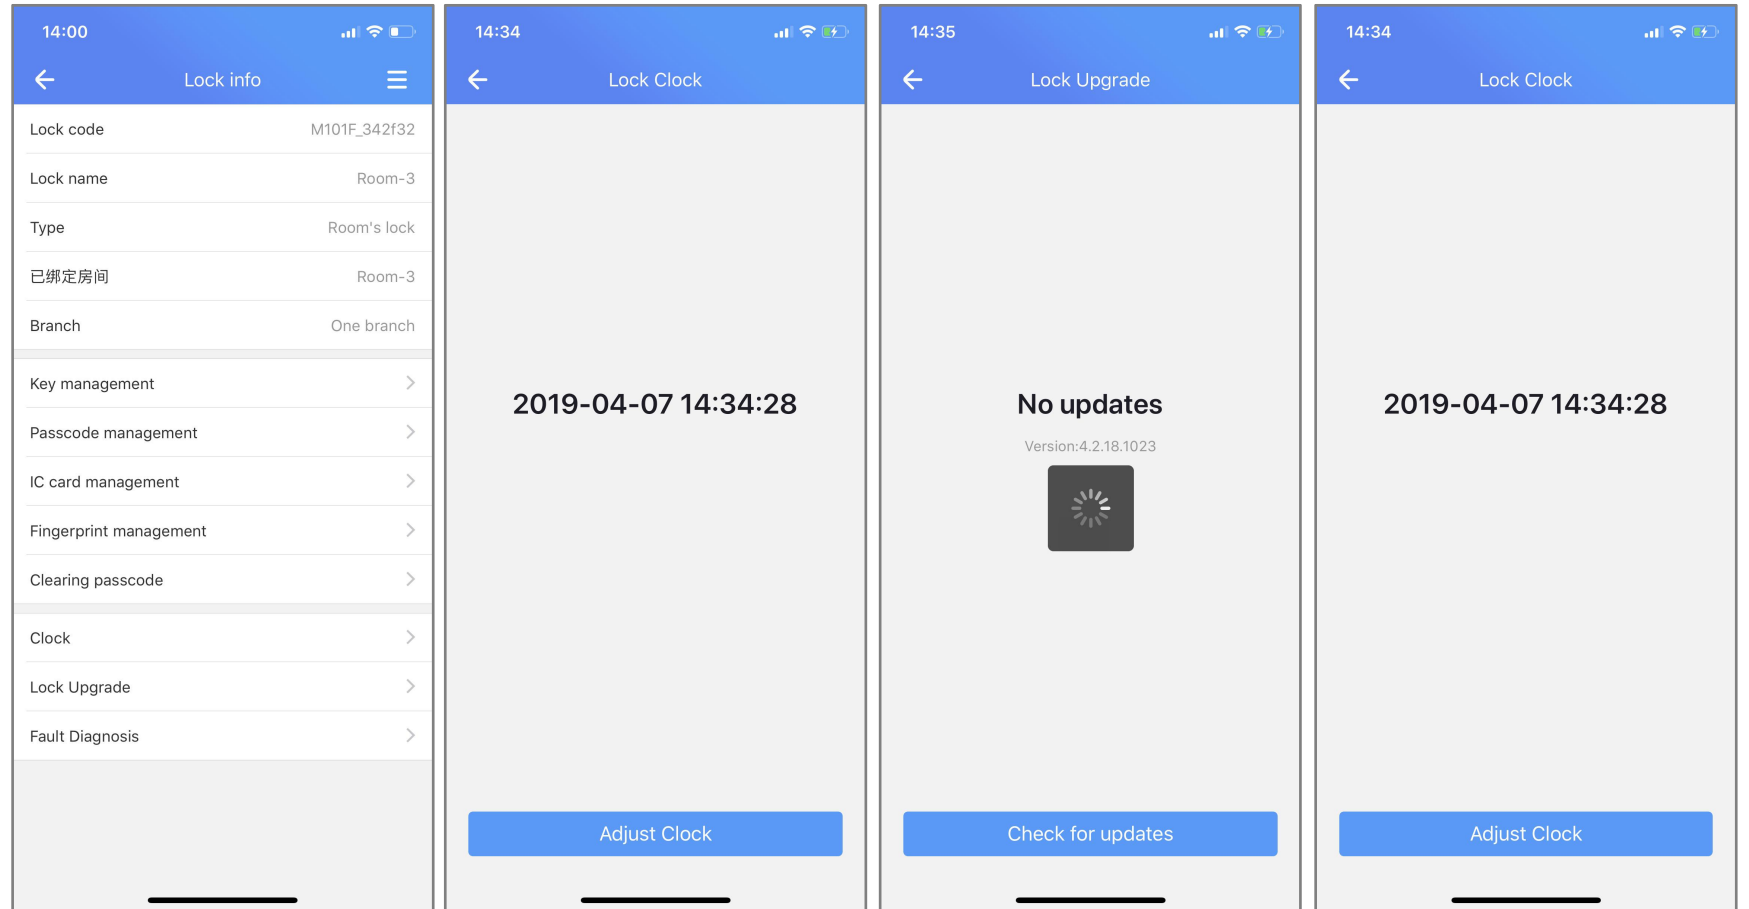 14:00
Lock info
Lock code M101F_342f32
Lock name Room-3
Type Room's lock
已绑定房间 Room-3
Branch One branch
Key management
Passcode management
IC card management
Fingerprint management
Clearing passcode
Clock
Lock Upgrade
Fault Diagnosis
14:34
Lock Clock
2019-04-07 14:34:28
Adjust Clock
14:35
Lock Upgrade
No updates
Version:4.2.18.1023
Check for updates
14:34
Lock Clock
2019-04-07 14:34:28
Adjust Clock